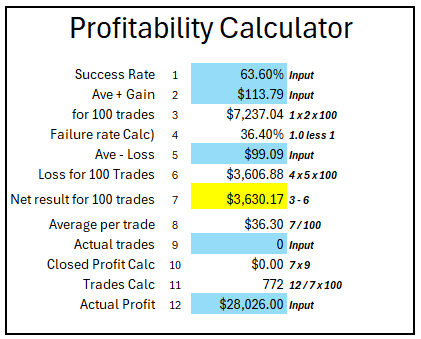 Profitability Calculator
Success Rate 1 63.60% Input
Ave + Gain 2 $113.79 Input
for 100 trades 3 $7,237.04 1 x 2 x 100
Failure rate Calc) 4 36.40% 1.0 less 1
Ave - Loss 5 $99.09 Input
Loss for 100 Trades 6 $3,606.88 4 x 5 x 100
Net result for 100 trades 7 $3,630.17 3 - 6
Average per trade 8 $36.30 7 / 100
Actual trades 9 0 Input
Closed Profit Calc 10 $0.00 7 x 9
Trades Calc 11 772 12 / 7 x 100
Actual Profit 12 $28,026.00 Input